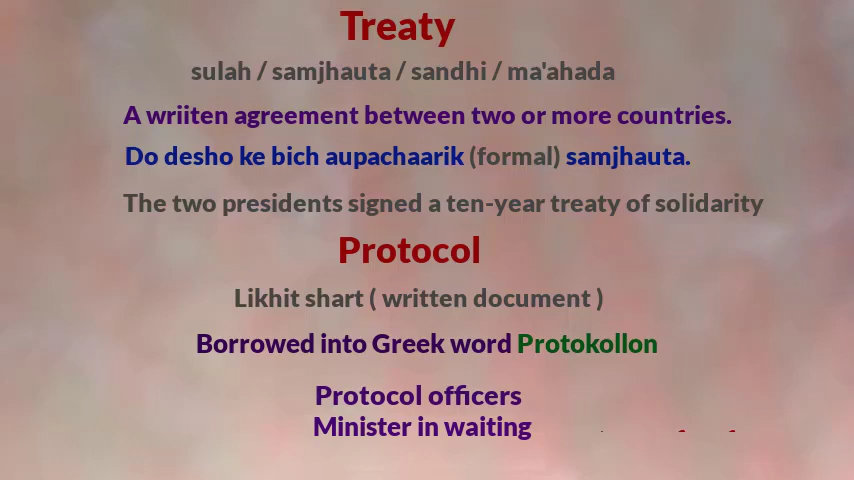 Treaty
sulah / samjhauta / sandhi / ma'ahada
A wriiten agreement between two or more countries.
Do desho ke bich aupachaarik (formal) samjhauta.
The two presidents signed a ten-year treaty of solidarity
Protocol
Likhit shart ( written document )
Borrowed into Greek word Protokollon
Protocol officers
Minister in waiting